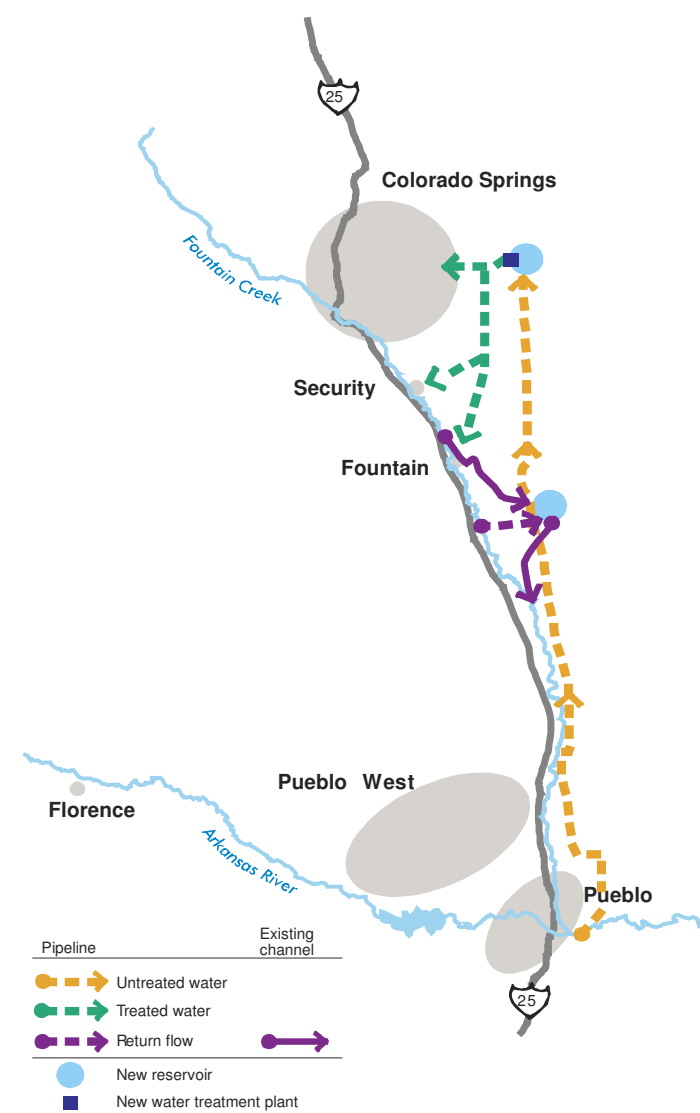 25
Colorado Springs
Fountain Creek
Security
Fountain
Pueblo West
Florence
Arkansas River
Pueblo
25
Pipeline
Existing
channel
Untreated water
Treated water
Return flow
New reservoir
New water treatment plant